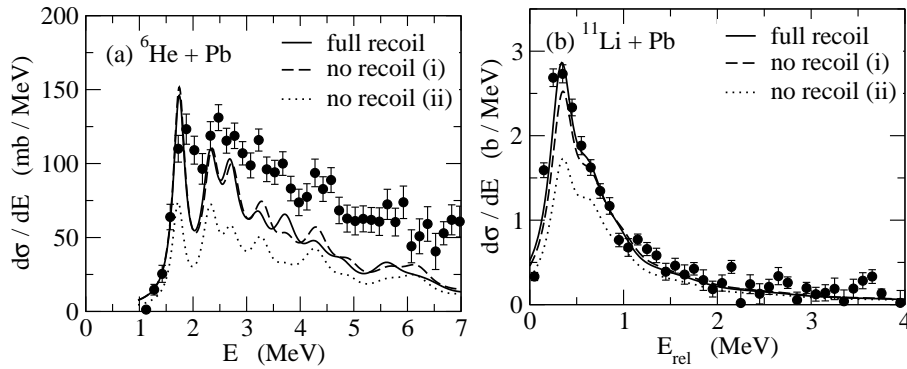 (a) ⁶He + Pb
full recoil
no recoil (i)
no recoil (ii)
dσ / dE (mb / MeV)
200
150
100
50
0
0 1 2 3 4 5 6 7
E (MeV)
(b) ¹¹Li + Pb
full recoil
no recoil (i)
no recoil (ii)
dσ / dE (b / MeV)
3
2
1
0
0 1 2 3 4
E_rel (MeV)